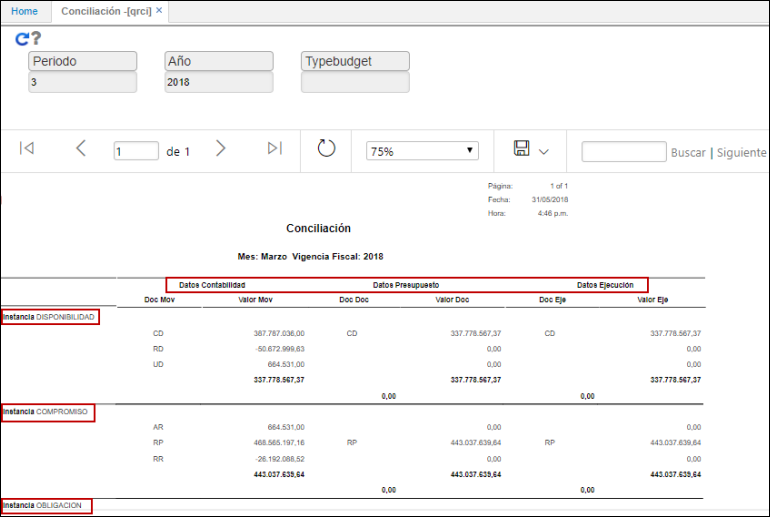 Home Conciliación -[qrci] ×
?
Periodo Año Typebudget
3 2018
1 de 1 75% Buscar | Siguiente
Página: 1 of 1
Fecha: 31/05/2018
Hora: 4:46 p.m.
Conciliación
Mes: Marzo Vigencia Fiscal: 2018
Datos Contabilidad Datos Presupuesto Datos Ejecución
Doc Mov Valor Mov Doc Doc Valor Doc Doc Eje Valor Eje
Instancia DISPONIBILIDAD
CD 387.787.036,00 CD 337.778.567,37 CD 337.778.567,37
RD -50.672.999,63 0,00 0,00
UD 664.531,00 0,00 0,00
337.778.567,37 337.778.567,37 337.778.567,37
0,00 0,00
Instancia COMPROMISO
AR 664.531,00 0,00 0,00
RP 468.565.197,16 RP 443.037.639,64 RP 443.037.639,64
RR -26.192.088,52 0,00 0,00
443.037.639,64 443.037.639,64 443.037.639,64
0,00 0,00
Instancia OBLIGACION